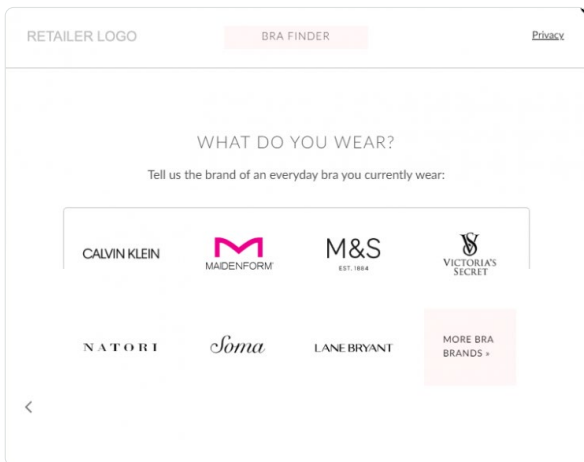 RETAILER LOGO
BRA FINDER
Privacy
WHAT DO YOU WEAR?
Tell us the brand of an everyday bra you currently wear:
CALVIN KLEIN
MAIDENFORM
M&S
EST. 1884
VS
VICTORIA'S
SECRET
NATORI
Soma
LANE BRYANT
MORE BRA
BRANDS »